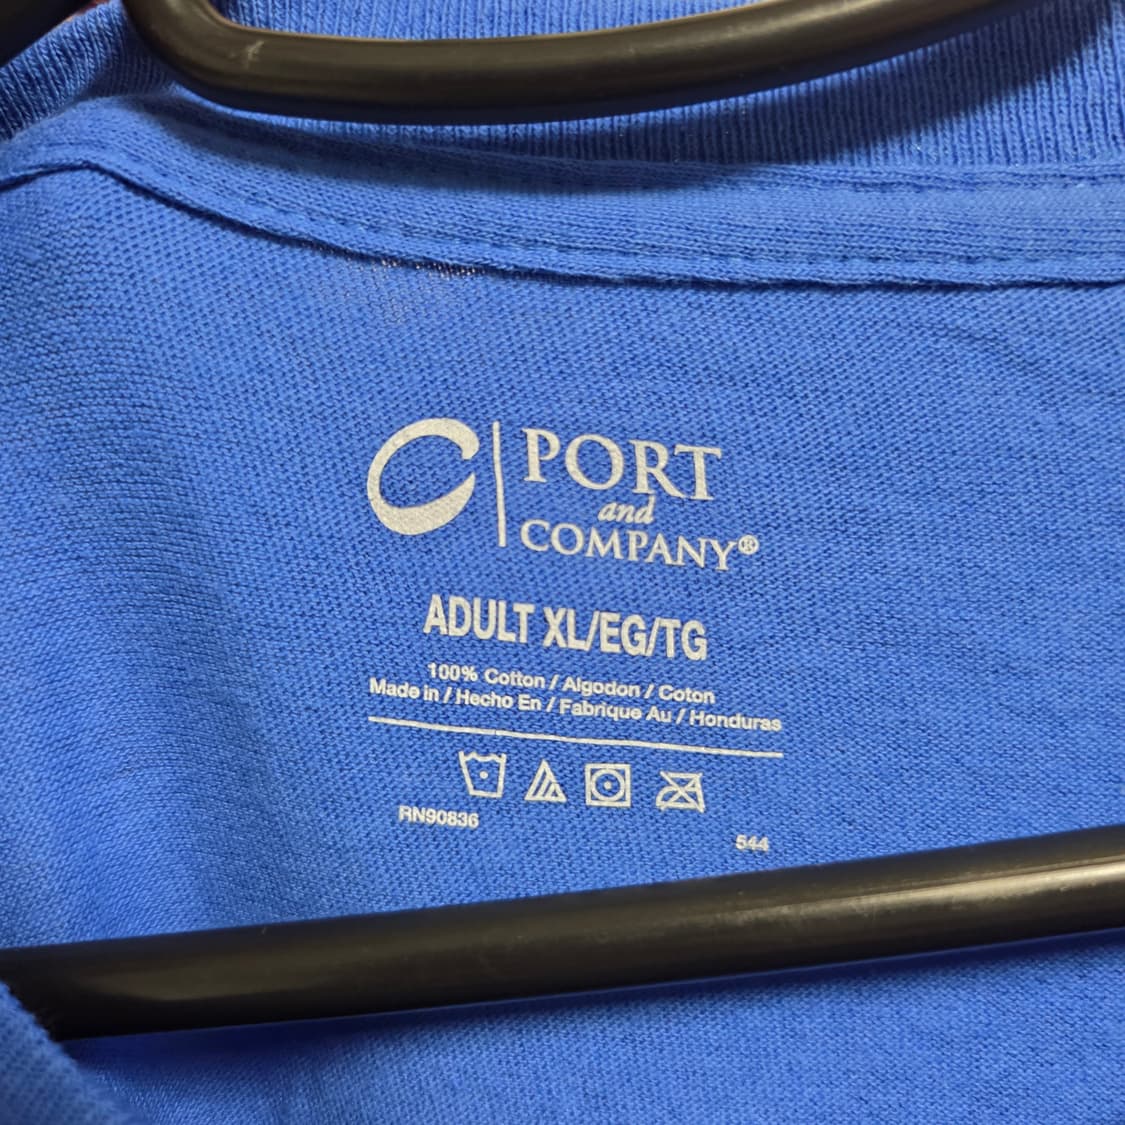 PORT
and
COMPANY®
ADULT XL/EG/TG
100% Cotton / Algodon / Coton
Made in / Hecho En / Fabrique Au / Honduras
RN90836
544